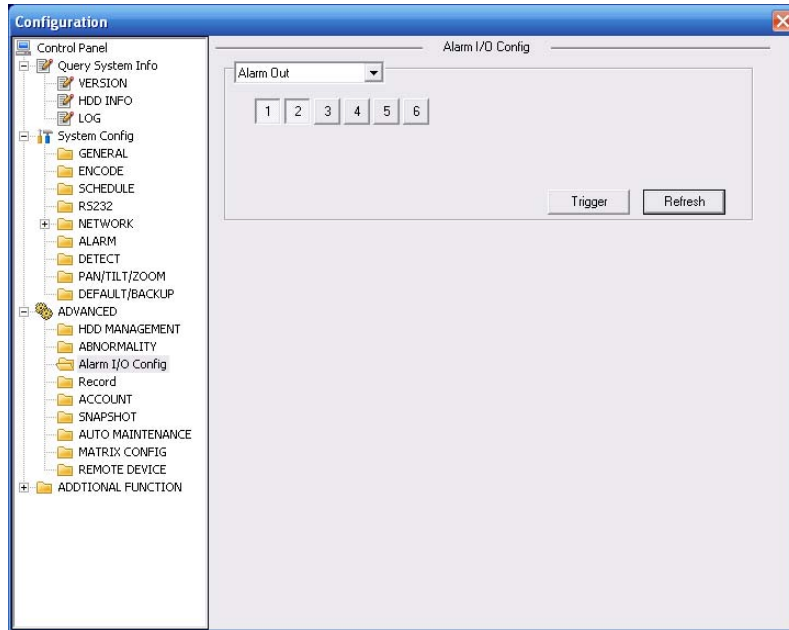 Configuration
Control Panel
Query System Info
VERSION
HDD INFO
LOG
System Config
GENERAL
ENCODE
SCHEDULE
RS232
NETWORK
ALARM
DETECT
PAN/TILT/ZOOM
DEFAULT/BACKUP
ADVANCED
HDD MANAGEMENT
ABNORMALITY
Alarm I/O Config
Record
ACCOUNT
SNAPSHOT
AUTO MAINTENANCE
MATRIX CONFIG
REMOTE DEVICE
ADDTIONAL FUNCTION
Alarm I/O Config
Alarm Out
1 2 3 4 5 6
Trigger Refresh